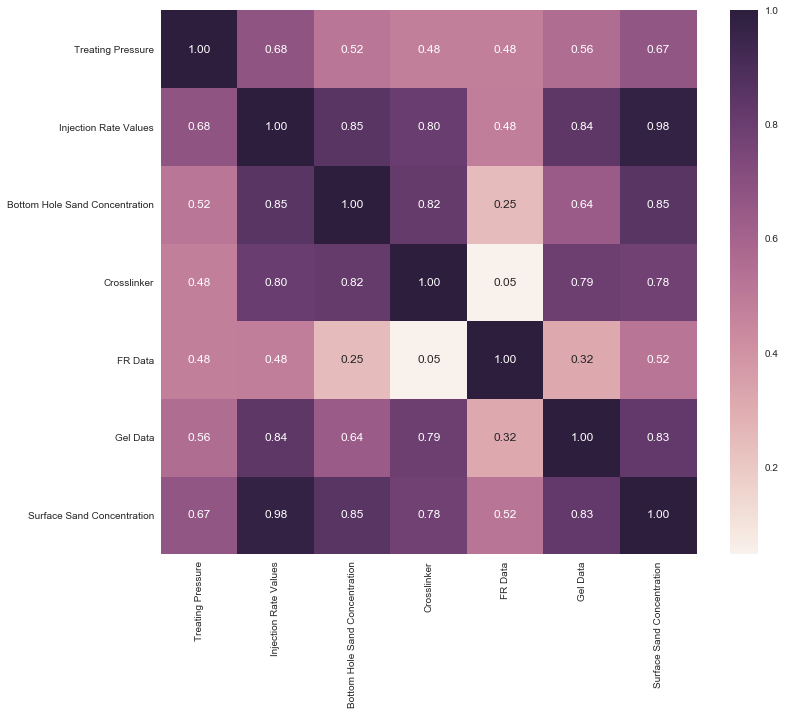 Treating Pressure 1.00 0.68 0.52 0.48 0.48 0.56 0.67
Injection Rate Values 0.68 1.00 0.85 0.80 0.48 0.84 0.98
Bottom Hole Sand Concentration 0.52 0.85 1.00 0.82 0.25 0.64 0.85
Crosslinker 0.48 0.80 0.82 1.00 0.05 0.79 0.78
FR Data 0.48 0.48 0.25 0.05 1.00 0.32 0.52
Gel Data 0.56 0.84 0.64 0.79 0.32 1.00 0.83
Surface Sand Concentration 0.67 0.98 0.85 0.78 0.52 0.83 1.00
Treating Pressure
Injection Rate Values
Bottom Hole Sand Concentration
Crosslinker
FR Data
Gel Data
Surface Sand Concentration
1.0
0.8
0.6
0.4
0.2